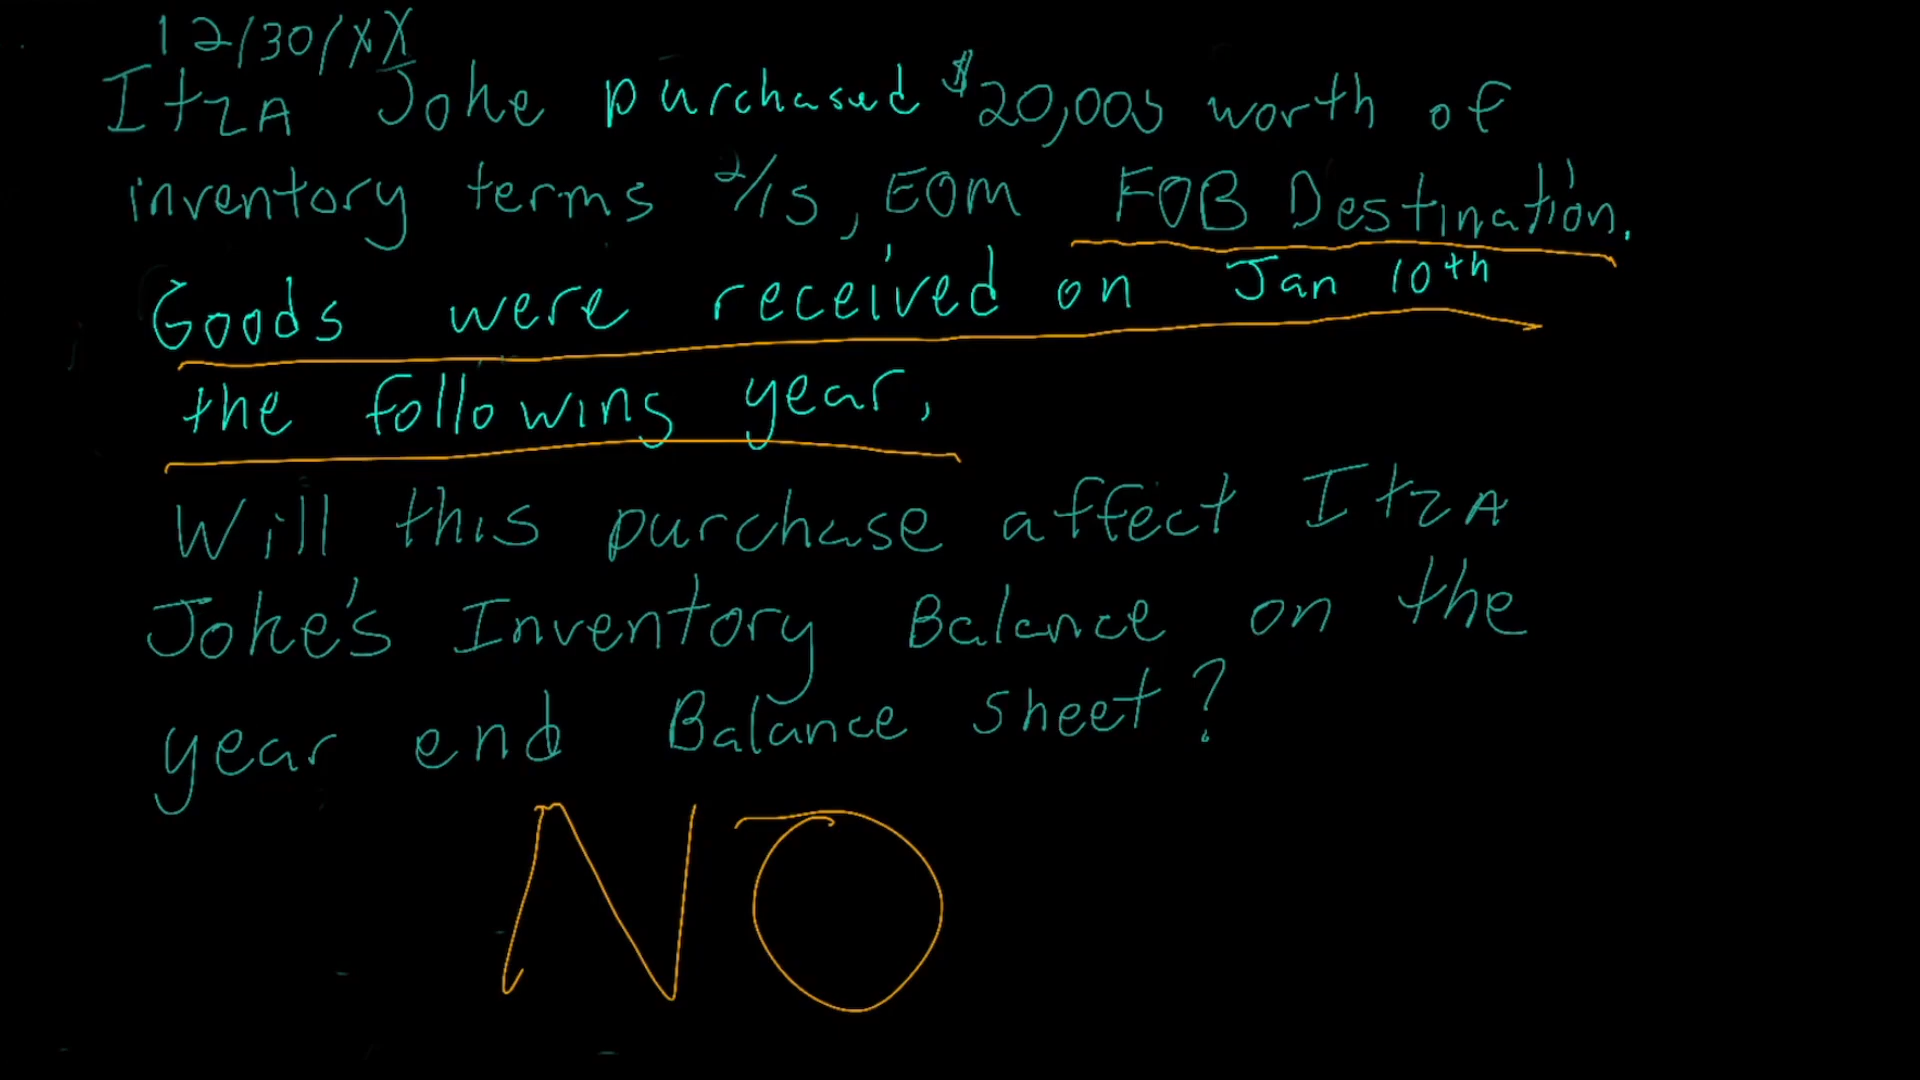 12/30/XX
ItzA Joke purchased $20,000 worth of
inventory terms 2/15, EOM FOB Destination.
Goods were received on Jan 10th
the following year,
Will this purchase affect ItzA
Joke's Inventory Balance on the
year end Balance sheet?
NO